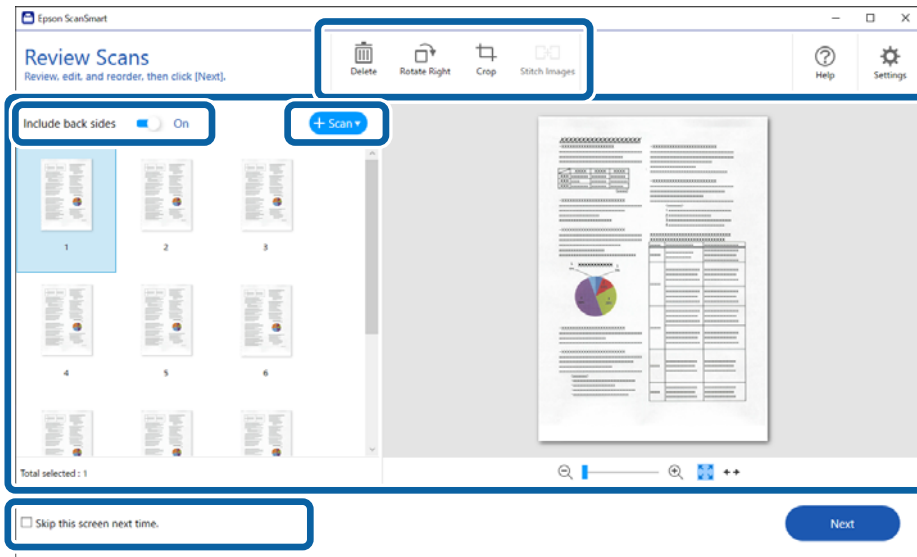 Epson ScanSmart
Review Scans
Review, edit, and reorder, then click [Next].
Delete
Rotate Right
Crop
Stitch Images
Help
Settings
Include back sides
On
+ Scan ▾
1
2
3
4
5
6
Total selected : 1
Skip this screen next time.
Next